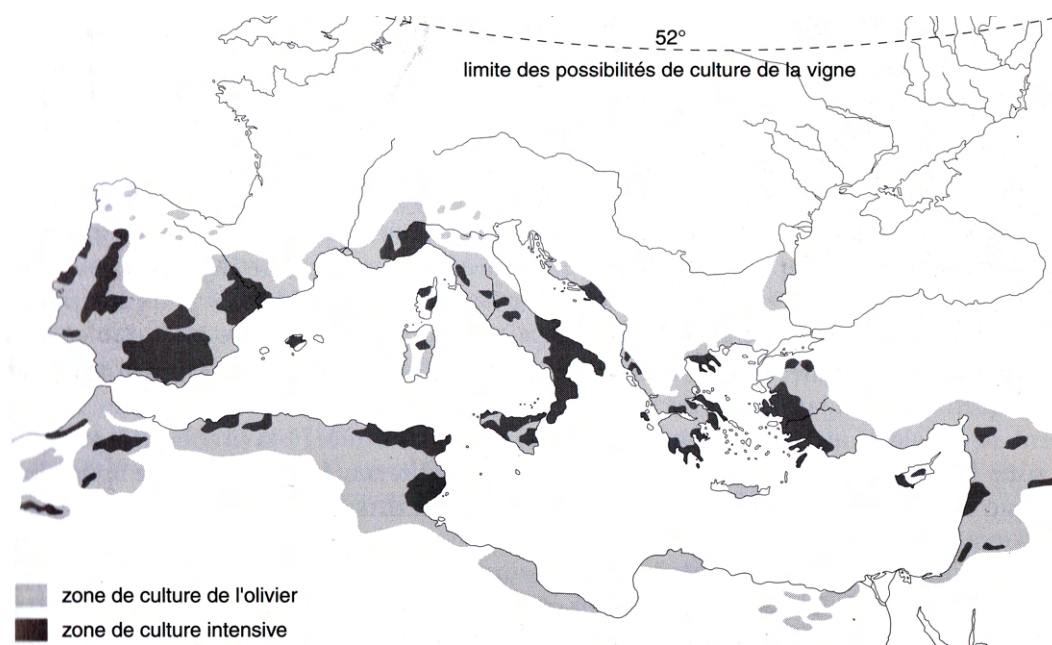 52°
limite des possibilités de culture de la vigne
zone de culture de l'olivier
zone de culture intensive